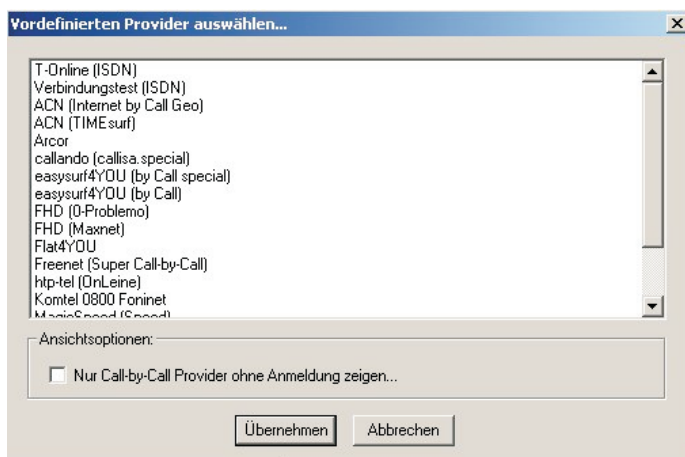 Vordefinierten Provider auswählen...
T-Online (ISDN)
Verbindungstest (ISDN)
ACN (Internet by Call Geo)
ACN (TIMEsurf)
Arcor
callando (callisa.special)
easysurf4YOU (by Call special)
easysurf4YOU (by Call)
FHD (0-Problemo)
FHD (Maxnet)
Flat4YOU
Freenet (Super Call-by-Call)
htp-tel (OnLeine)
Komtel 0800 Foninet
MagicSpeed (Speed)
Ansichtsoptionen:
Nur Call-by-Call Provider ohne Anmeldung zeigen...
Übernehmen
Abbrechen